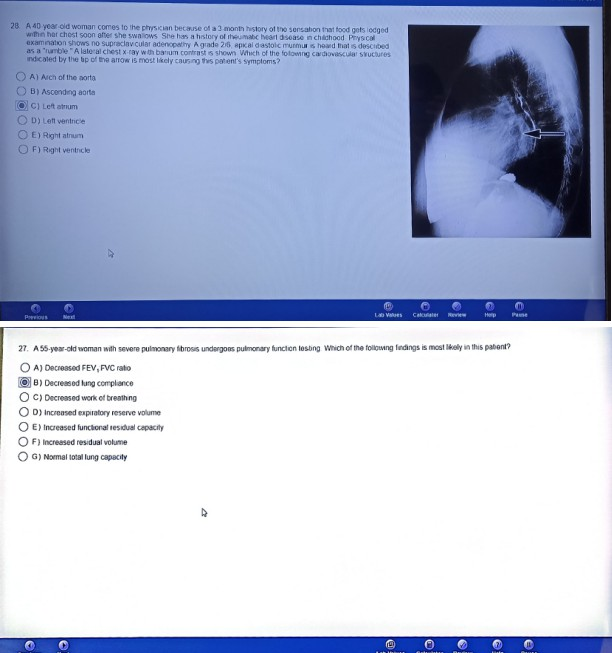 28. A 40 year old woman comes to the physician because of a 3 month history of the sensation that food gets lodged
within her chest soon after she swallows. She has a history of rheumatic heart disease in childhood. Physical
examination shows no supraclavicular adenopathy. A grade 2/6 apical diastolic murmur is heard that is described
as a "rumble." A lateral chest x-ray with barium contrast is shown. Which of the following cardiovascular structures
indicated by the tip of the arrow is most likely causing this patient's symptoms?
A) Arch of the aorta
B) Ascending aorta
C) Left atrium
D) Left ventricle
E) Right atrium
F) Right ventricle
Previous Next Lab Values Calculator Review Help Pause
27. A 55-year-old woman with severe pulmonary fibrosis undergoes pulmonary function testing. Which of the following findings is most likely in this patient?
A) Decreased FEV1:FVC ratio
B) Decreased lung compliance
C) Decreased work of breathing
D) Increased expiratory reserve volume
E) Increased functional residual capacity
F) Increased residual volume
G) Normal total lung capacity